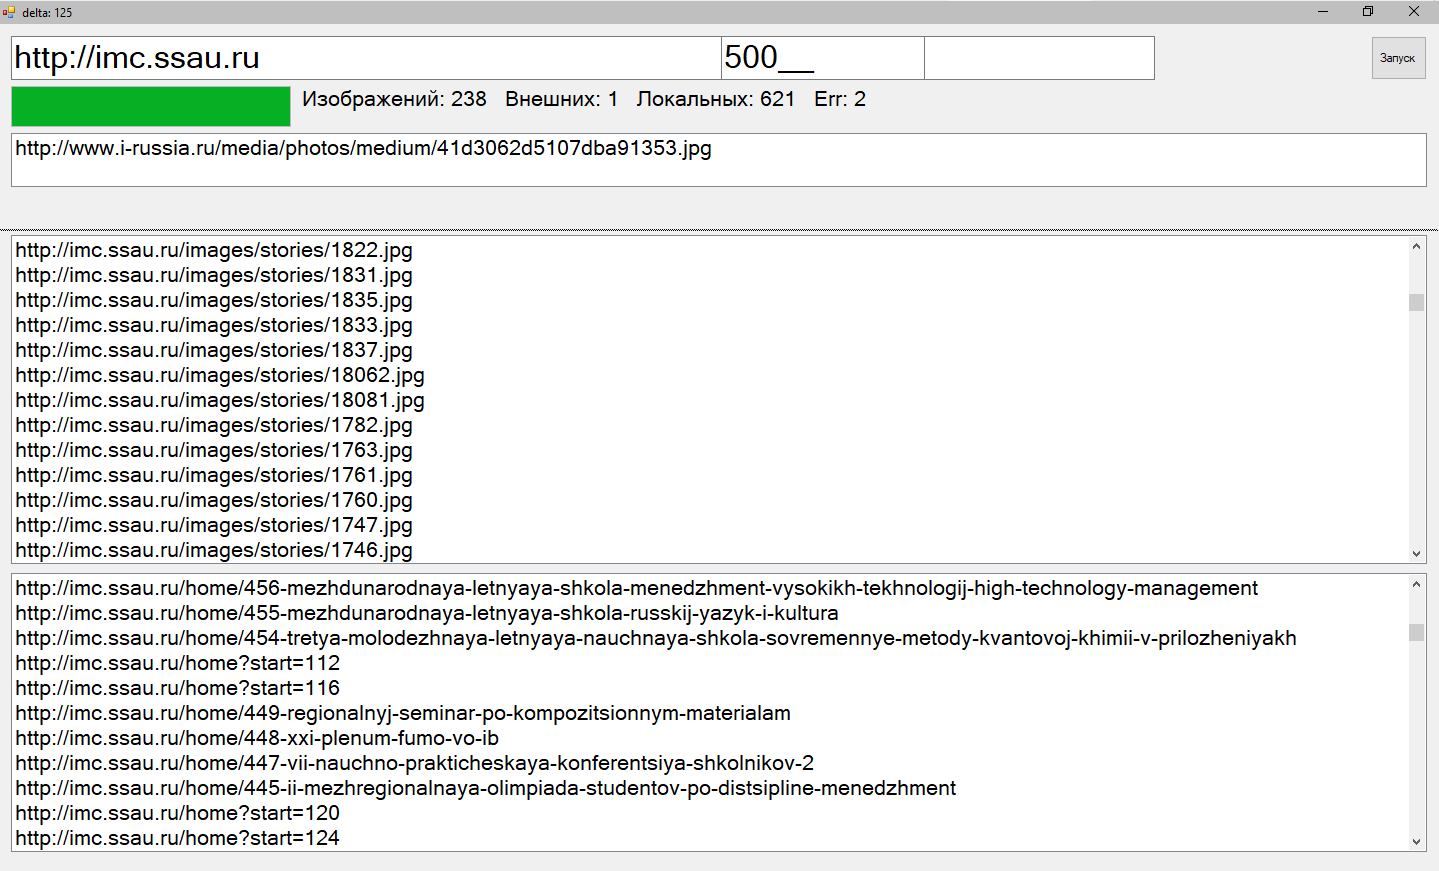 delta: 125
http://imc.ssau.ru 500__
Запуск
Изображений: 238 Внешних: 1 Локальных: 621 Err: 2
http://www.i-russia.ru/media/photos/medium/41d3062d5107dba91353.jpg
http://imc.ssau.ru/images/stories/1822.jpg
http://imc.ssau.ru/images/stories/1831.jpg
http://imc.ssau.ru/images/stories/1835.jpg
http://imc.ssau.ru/images/stories/1833.jpg
http://imc.ssau.ru/images/stories/1837.jpg
http://imc.ssau.ru/images/stories/18062.jpg
http://imc.ssau.ru/images/stories/18081.jpg
http://imc.ssau.ru/images/stories/1782.jpg
http://imc.ssau.ru/images/stories/1763.jpg
http://imc.ssau.ru/images/stories/1761.jpg
http://imc.ssau.ru/images/stories/1760.jpg
http://imc.ssau.ru/images/stories/1747.jpg
http://imc.ssau.ru/images/stories/1746.jpg
http://imc.ssau.ru/home/456-mezhdunarodnaya-letnyaya-shkola-menedzhment-vysokikh-tekhnologij-high-technology-management
http://imc.ssau.ru/home/455-mezhdunarodnaya-letnyaya-shkola-russkij-yazyk-i-kultura
http://imc.ssau.ru/home/454-tretya-molodezhnaya-letnyaya-nauchnaya-shkola-sovremennye-metody-kvantovoj-khimii-v-prilozheniyakh
http://imc.ssau.ru/home?start=112
http://imc.ssau.ru/home?start=116
http://imc.ssau.ru/home/449-regionalnyj-seminar-po-kompozitsionnym-materialam
http://imc.ssau.ru/home/448-xxi-plenum-fumo-vo-ib
http://imc.ssau.ru/home/447-vii-nauchno-prakticheskaya-konferentsiya-shkolnikov-2
http://imc.ssau.ru/home/445-ii-mezhregionalnaya-olimpiada-studentov-po-distsipline-menedzhment
http://imc.ssau.ru/home?start=120
http://imc.ssau.ru/home?start=124